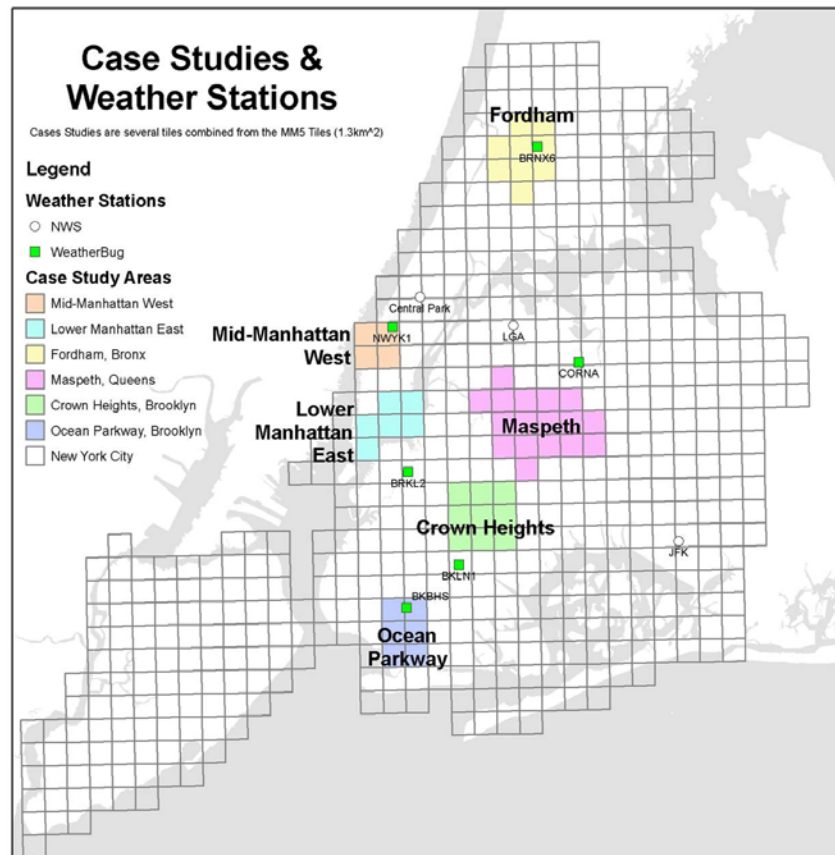 Case Studies &
Weather Stations
Cases Studies are several tiles combined from the MM5 Tiles (1.3km^2)
Legend
Weather Stations
NWS
WeatherBug
Case Study Areas
Mid-Manhattan West
Lower Manhattan East
Fordham, Bronx
Maspeth, Queens
Crown Heights, Brooklyn
Ocean Parkway, Brooklyn
New York City
Fordham
BRNX6
Central Park
Mid-Manhattan
West
NWYK1
LGA
CORNA
Lower
Manhattan
East
Maspeth
BRKL2
Crown Heights
JFK
BKLN1
BKBHS
Ocean
Parkway